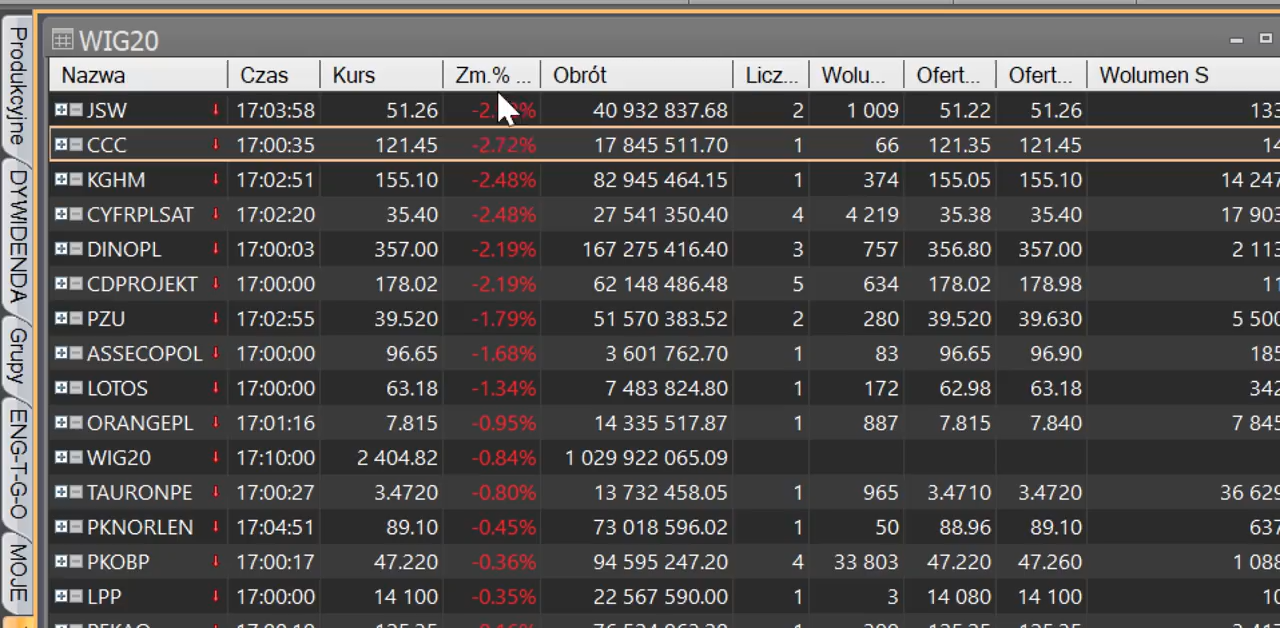 WIG20
Nazwa Czas Kurs Zm.% ... Obrót Licz... Wolu... Ofert... Ofert... Wolumen S
JSW 17:03:58 51.26 40 932 837.68 2 1 009 51.22 51.26 133
CCC 17:00:35 121.45 -2.72% 17 845 511.70 1 66 121.35 121.45 14
KGHM 17:02:51 155.10 -2.48% 82 945 464.15 1 374 155.05 155.10 14 247
CYFRPLSAT 17:02:20 35.40 -2.48% 27 541 350.40 4 4 219 35.38 35.40 17 903
DINOPL 17:00:03 357.00 -2.19% 167 275 416.40 3 757 356.80 357.00 2 113
CDPROJEKT 17:00:00 178.02 -2.19% 62 148 486.48 5 634 178.02 178.98 11
PZU 17:02:55 39.520 -1.79% 51 570 383.52 2 280 39.520 39.630 5 500
ASSECOPOL 17:00:00 96.65 -1.68% 3 601 762.70 1 83 96.65 96.90 185
LOTOS 17:00:00 63.18 -1.34% 7 483 824.80 1 172 62.98 63.18 342
ORANGEPL 17:01:16 7.815 -0.95% 14 335 517.87 1 887 7.815 7.840 7 845
WIG20 17:10:00 2 404.82 -0.84% 1 029 922 065.09
TAURONPE 17:00:27 3.4720 -0.80% 13 732 458.05 1 965 3.4710 3.4720 36 629
PKNORLEN 17:04:51 89.10 -0.45% 73 018 596.02 1 50 88.96 89.10 637
PKOBP 17:00:17 47.220 -0.36% 94 595 247.20 4 33 803 47.220 47.260 1 088
LPP 17:00:00 14 100 -0.35% 22 567 590.00 1 3 14 080 14 100 10
Produkcyjne
DYWIDENDA
Grupy
ENG-T-G-O
MOJE